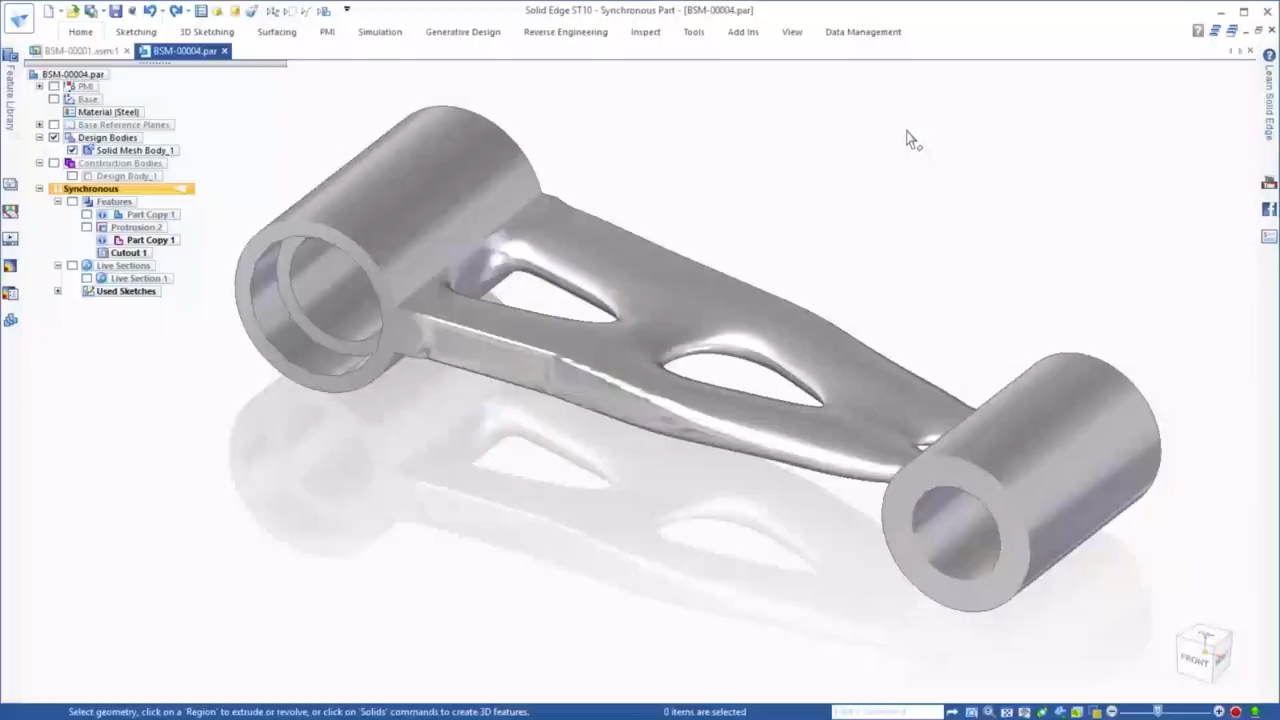 Solid Edge ST10 - Synchronous Part - [BSM-00004.par]
Home Sketching 3D Sketching Surfacing PMI Simulation Generative Design Reverse Engineering Inspect Tools Add Ins View Data Management
BSM-00001.asm:1 BSM-00004.par
Feature Library
Learn Solid Edge
BSM-00004.par
PMI
Base
Material (Steel)
Base Reference Planes
Design Bodies
Solid Mesh Body_1
Construction Bodies
Design Body_1
Synchronous
Features
Part Copy 1
Protrusion 2
Part Copy 1
Cutout 1
Live Sections
Live Section 1
Used Sketches
FRONT
Select geometry, click on a 'Region' to extrude or revolve, or click on 'Solids' commands to create 3D features. 0 items are selected